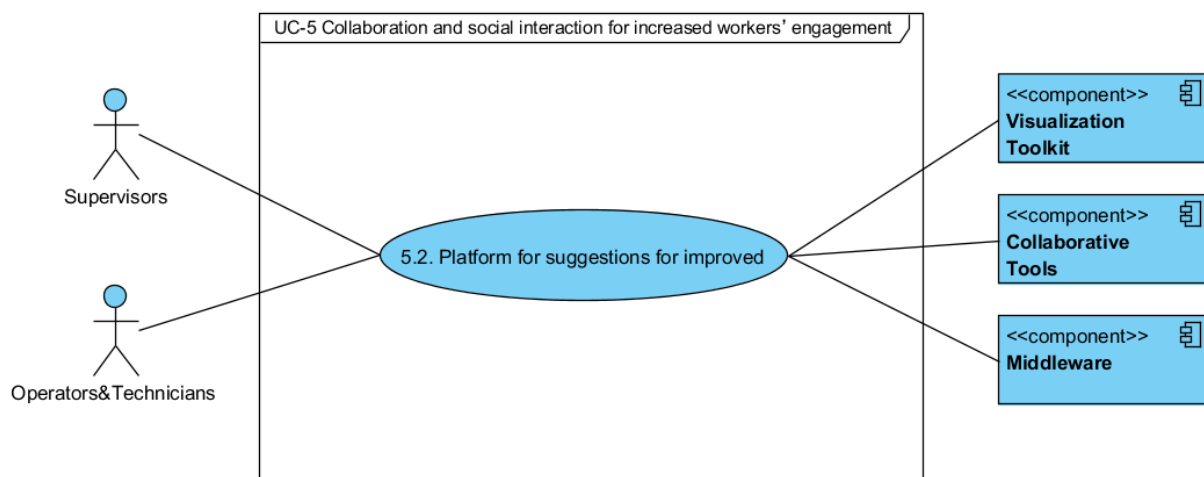 UC-5 Collaboration and social interaction for increased workers’ engagement
Supervisors
Operators&Technicians
5.2. Platform for suggestions for improved
<<component>>
Visualization
Toolkit
<<component>>
Collaborative
Tools
<<component>>
Middleware